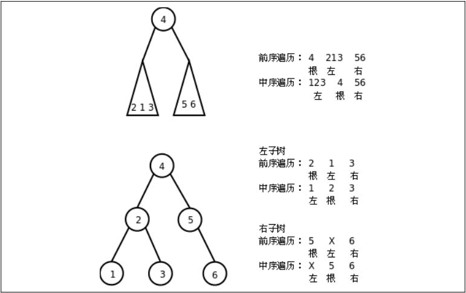 4
2 1 3
5 6
前序遍历： 4 213 56
根 左 右
中序遍历： 123 4 56
左 根 右
4
2
5
1
3
6
左子树
前序遍历： 2 1 3
根 左 右
中序遍历： 1 2 3
左 根 右
右子树
前序遍历： 5 X 6
根 左 右
中序遍历： X 5 6
左 根 右